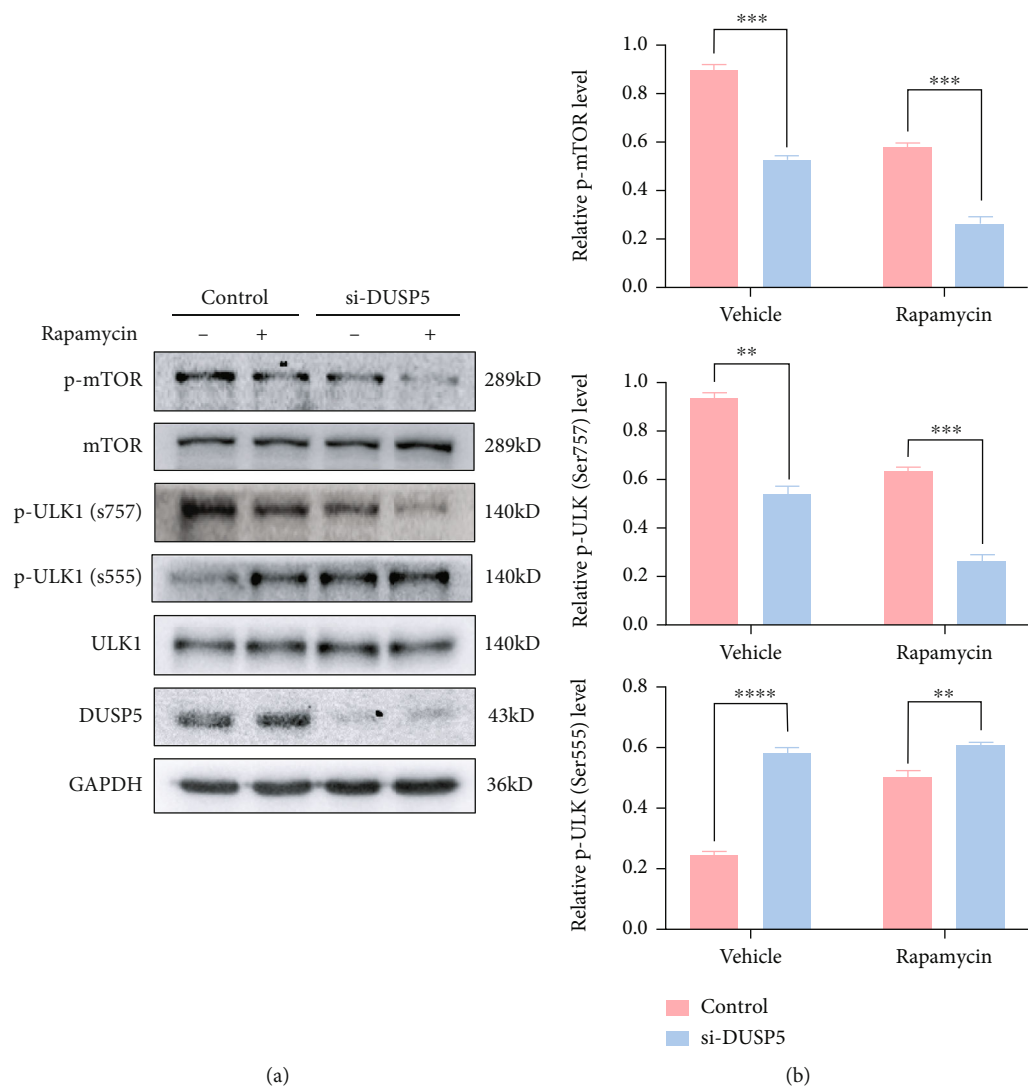 Control si-DUSP5
Rapamycin – + – +
p-mTOR 289kD
mTOR 289kD
p-ULK1 (s757) 140kD
p-ULK1 (s555) 140kD
ULK1 140kD
DUSP5 43kD
GAPDH 36kD
(a)
Relative p-mTOR level
1.0
0.8
0.6
0.4
0.2
0.0
***
***
Vehicle Rapamycin
Relative p-ULK (Ser757) level
1.0
0.8
0.6
0.4
0.2
0.0
**
***
Vehicle Rapamycin
Relative p-ULK (Ser555) level
0.8
0.6
0.4
0.2
0.0
****
**
Vehicle Rapamycin
Control
si-DUSP5
(b)